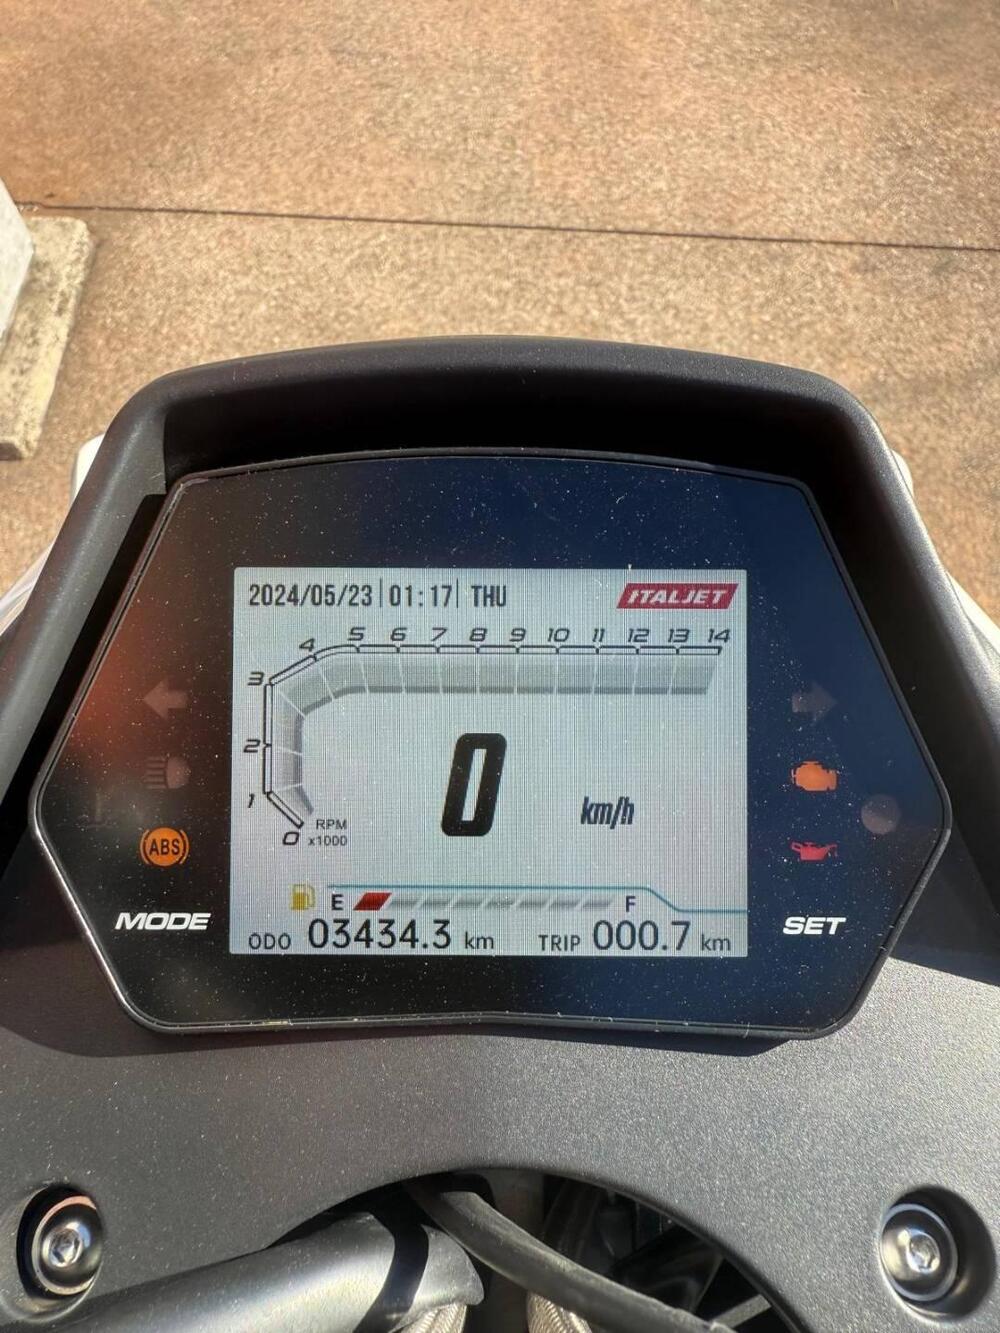 2024/05/23 01:17 THU ITALJET
4 5 6 7 8 9 10 11 12 13 14
3
2
1
0 RPM x1000
0 km/h
ABS
E F
MODE SET
ODO 03434.3 km TRIP 000.7 km